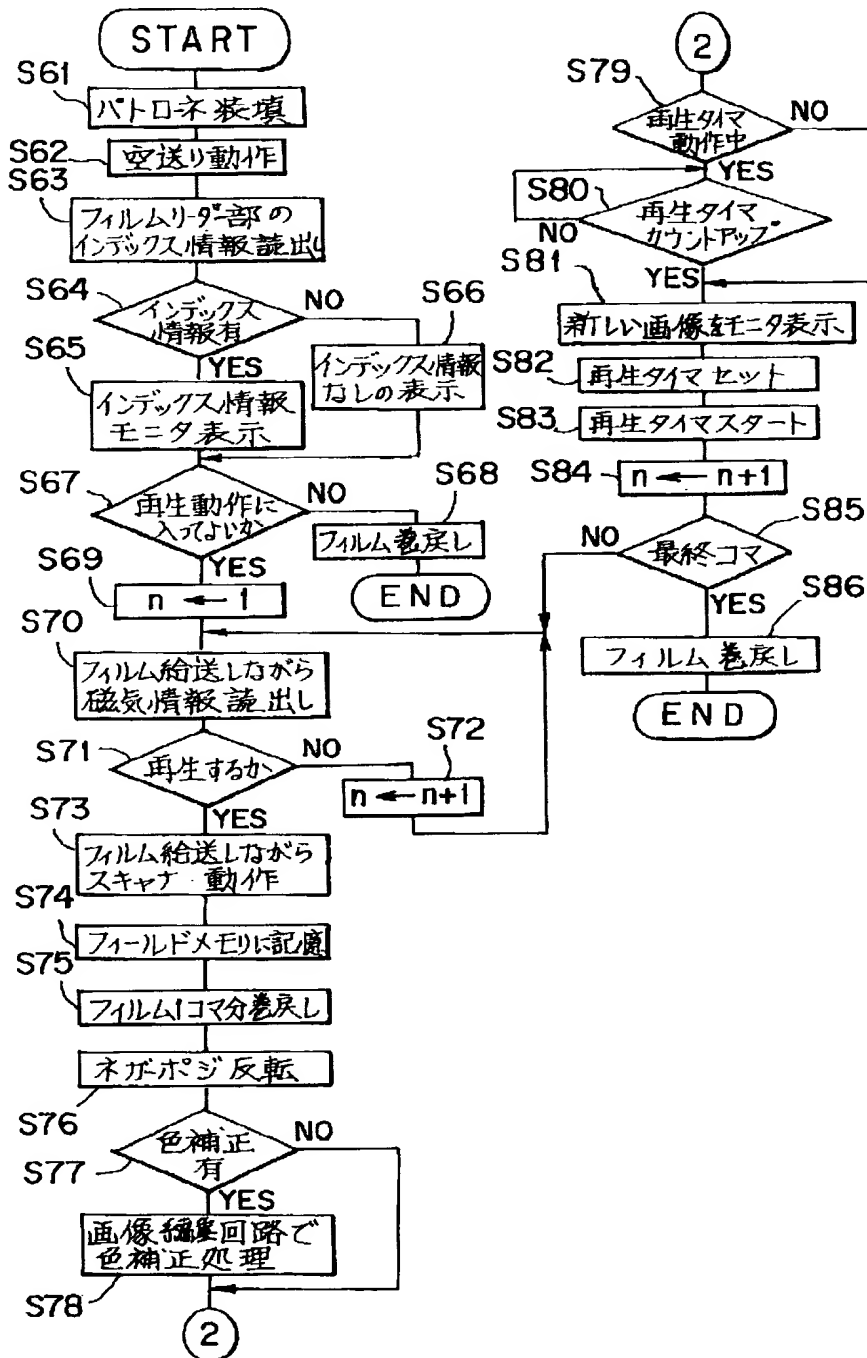 START
S61
パトロネ装填
S62
空送り動作
S63
フィルムリーダー部の
インデックス情報読出し
S64
インデックス
情報有
NO
YES
S65
インデックス情報
モニタ表示
S66
インデックス情報
なしの表示
S67
再生動作に
入ってよいか
NO
YES
S68
フィルム巻戻し
END
S69
n ← 1
S70
フィルム給送しながら
磁気情報読出し
S71
再生するか
NO
YES
S72
n ← n+1
S73
フィルム給送しながら
スキャナ動作
S74
フィールドメモリに記憶
S75
フィルム1コマ分巻戻し
ネガポジ反転
S76
色補正
有
S77
NO
YES
画像編集回路で
色補正処理
S78
2
2
S79
再生タイマ
動作中
NO
YES
S80
再生タイマ
カウントアップ
NO
YES
S81
新しい画像をモニタ表示
S82
再生タイマセット
S83
再生タイマスタート
S84
n ← n+1
S85
最終コマ
NO
YES
S86
フィルム巻戻し
END